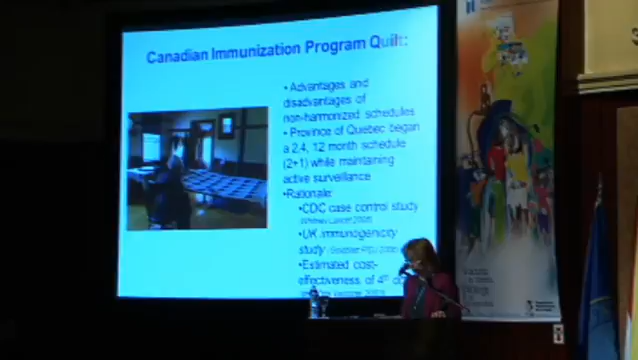 Canadian Immunization Program Quilt:
• Advantages and
disadvantages of
non-harmonized schedules
• Province of Quebec began
a 2,4, 12 month schedule
(2+1) while maintaining
active surveillance
• Rationale:
• CDC case control study
• UK immunogenicity
study
• Estimated cost-
effectiveness of 4th